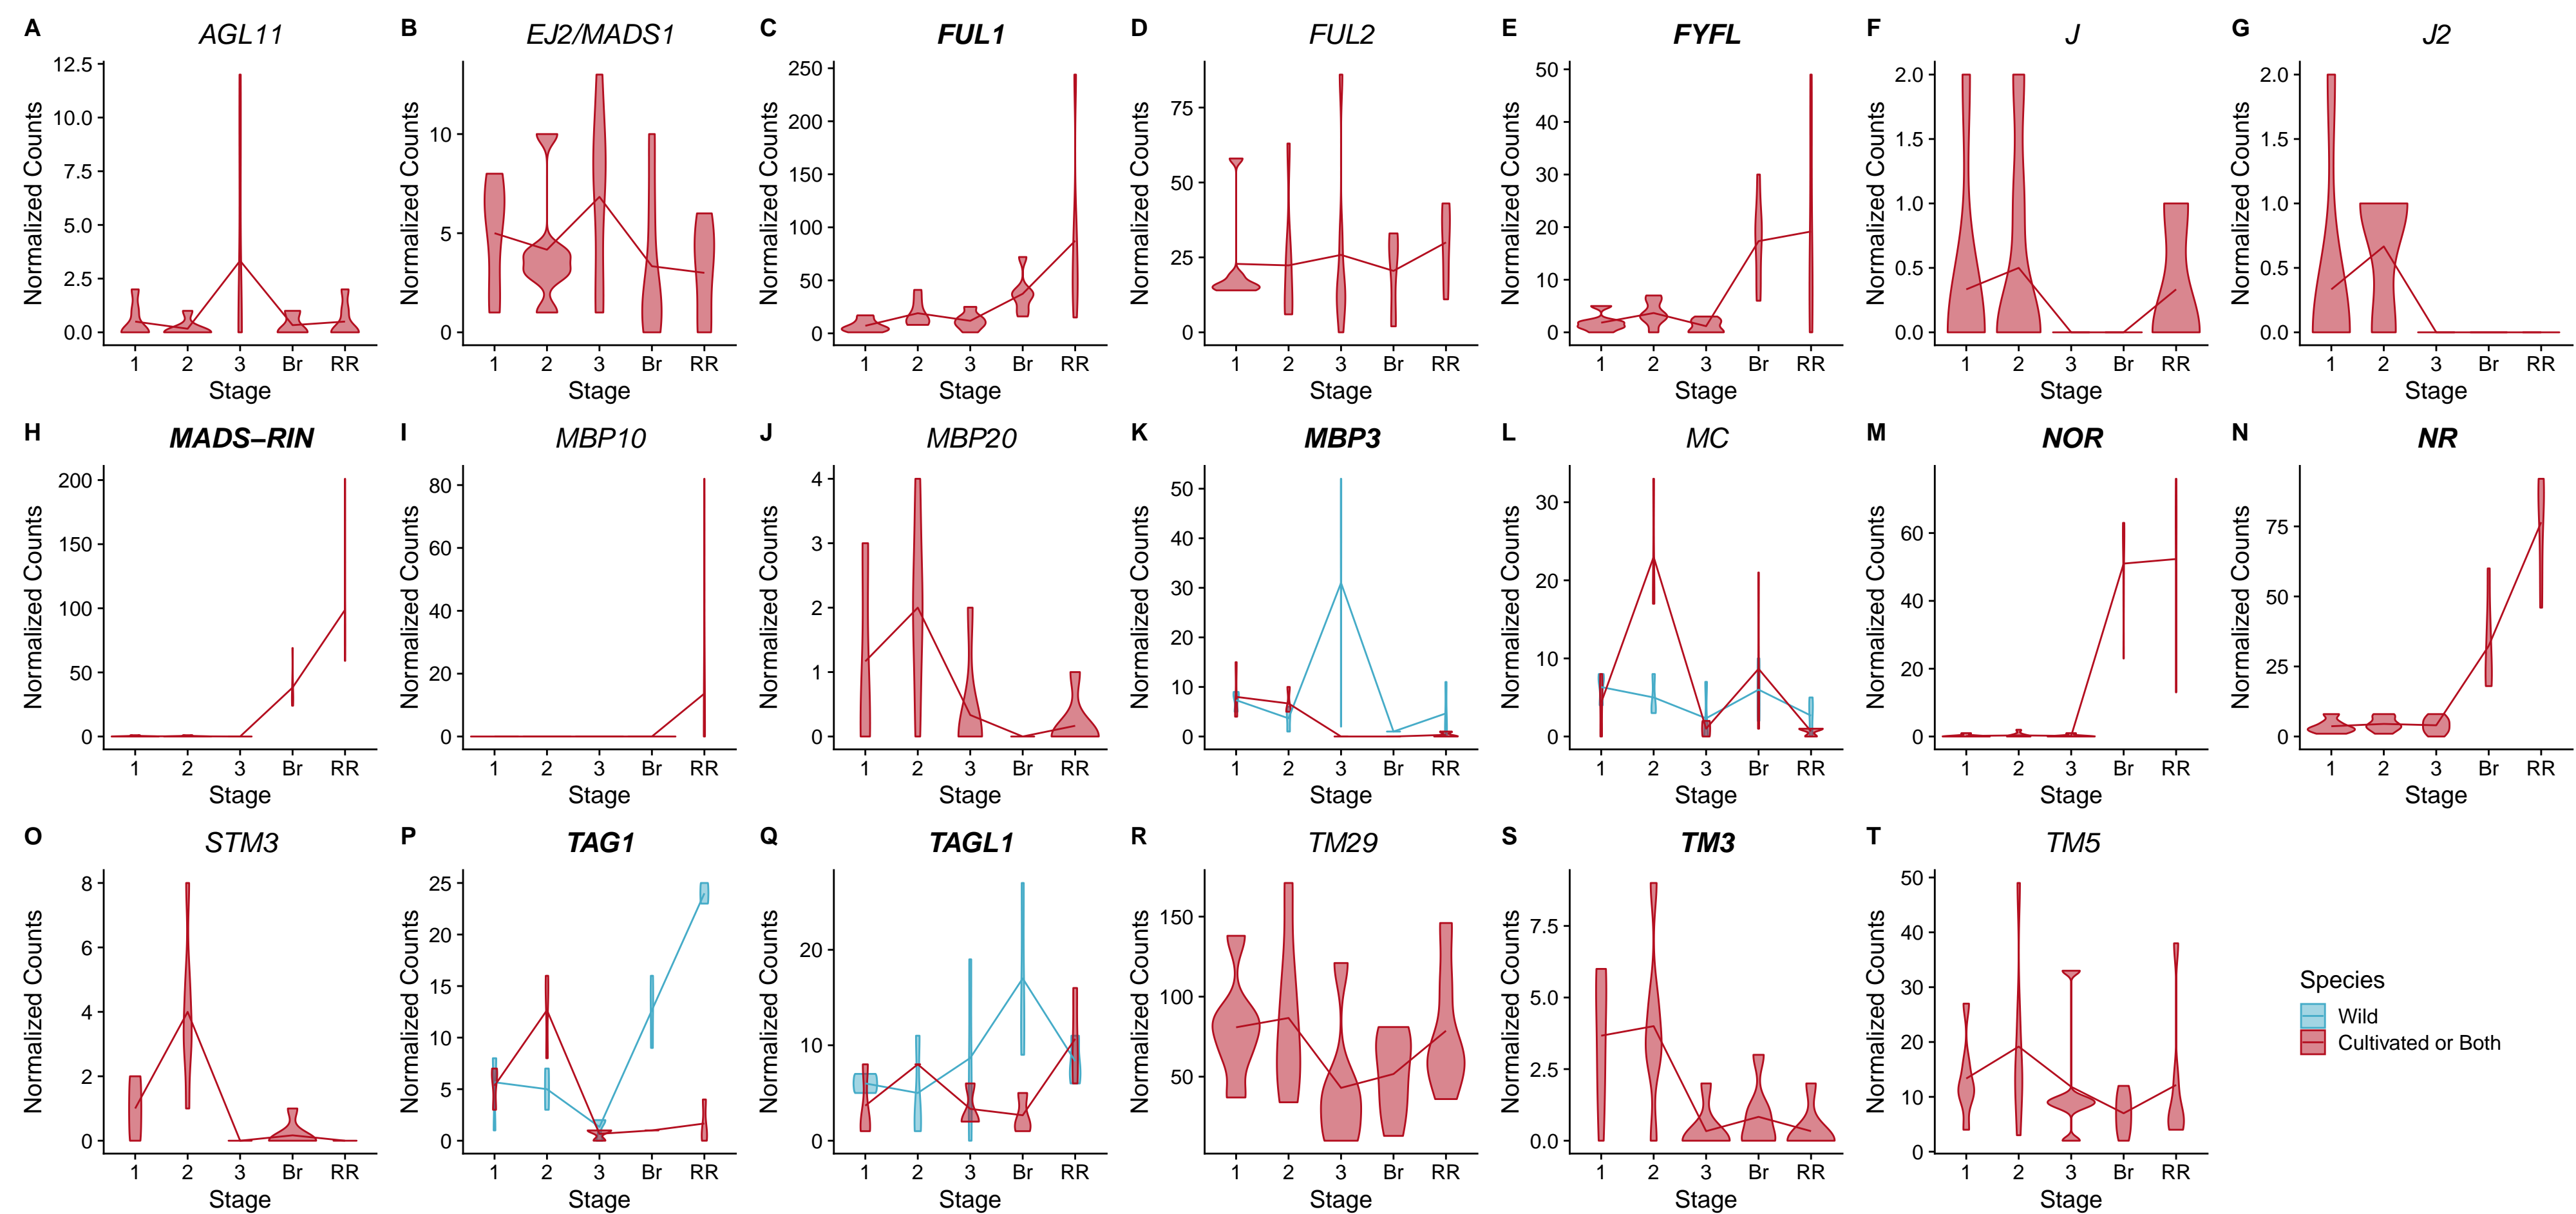 A AGL11
Normalized Counts
12.5
10.0
7.5
5.0
2.5
0.0
1 2 3 Br RR
Stage
B EJ2/MADS1
Normalized Counts
10
5
0
1 2 3 Br RR
Stage
C FUL1
Normalized Counts
250
200
150
100
50
0
1 2 3 Br RR
Stage
D FUL2
Normalized Counts
75
50
25
0
1 2 3 Br RR
Stage
E FYFL
Normalized Counts
50
40
30
20
10
0
1 2 3 Br RR
Stage
F J
Normalized Counts
2.0
1.5
1.0
0.5
0.0
1 2 3 Br RR
Stage
G J2
Normalized Counts
2.0
1.5
1.0
0.5
0.0
1 2 3 Br RR
Stage
H MADS−RIN
Normalized Counts
200
150
100
50
0
1 2 3 Br RR
Stage
I MBP10
Normalized Counts
80
60
40
20
0
1 2 3 Br RR
Stage
J MBP20
Normalized Counts
4
3
2
1
0
1 2 3 Br RR
Stage
K MBP3
Normalized Counts
50
40
30
20
10
0
1 2 3 Br RR
Stage
L MC
Normalized Counts
30
20
10
0
1 2 3 Br RR
Stage
M NOR
Normalized Counts
60
40
20
0
1 2 3 Br RR
Stage
N NR
Normalized Counts
75
50
25
0
1 2 3 Br RR
Stage
O STM3
Normalized Counts
8
6
4
2
0
1 2 3 Br RR
Stage
P TAG1
Normalized Counts
25
20
15
10
5
0
1 2 3 Br RR
Stage
Q TAGL1
Normalized Counts
20
10
0
1 2 3 Br RR
Stage
R TM29
Normalized Counts
150
100
50
1 2 3 Br RR
Stage
S TM3
Normalized Counts
7.5
5.0
2.5
0.0
1 2 3 Br RR
Stage
T TM5
Normalized Counts
50
40
30
20
10
0
1 2 3 Br RR
Stage
Species
Wild
Cultivated or Both